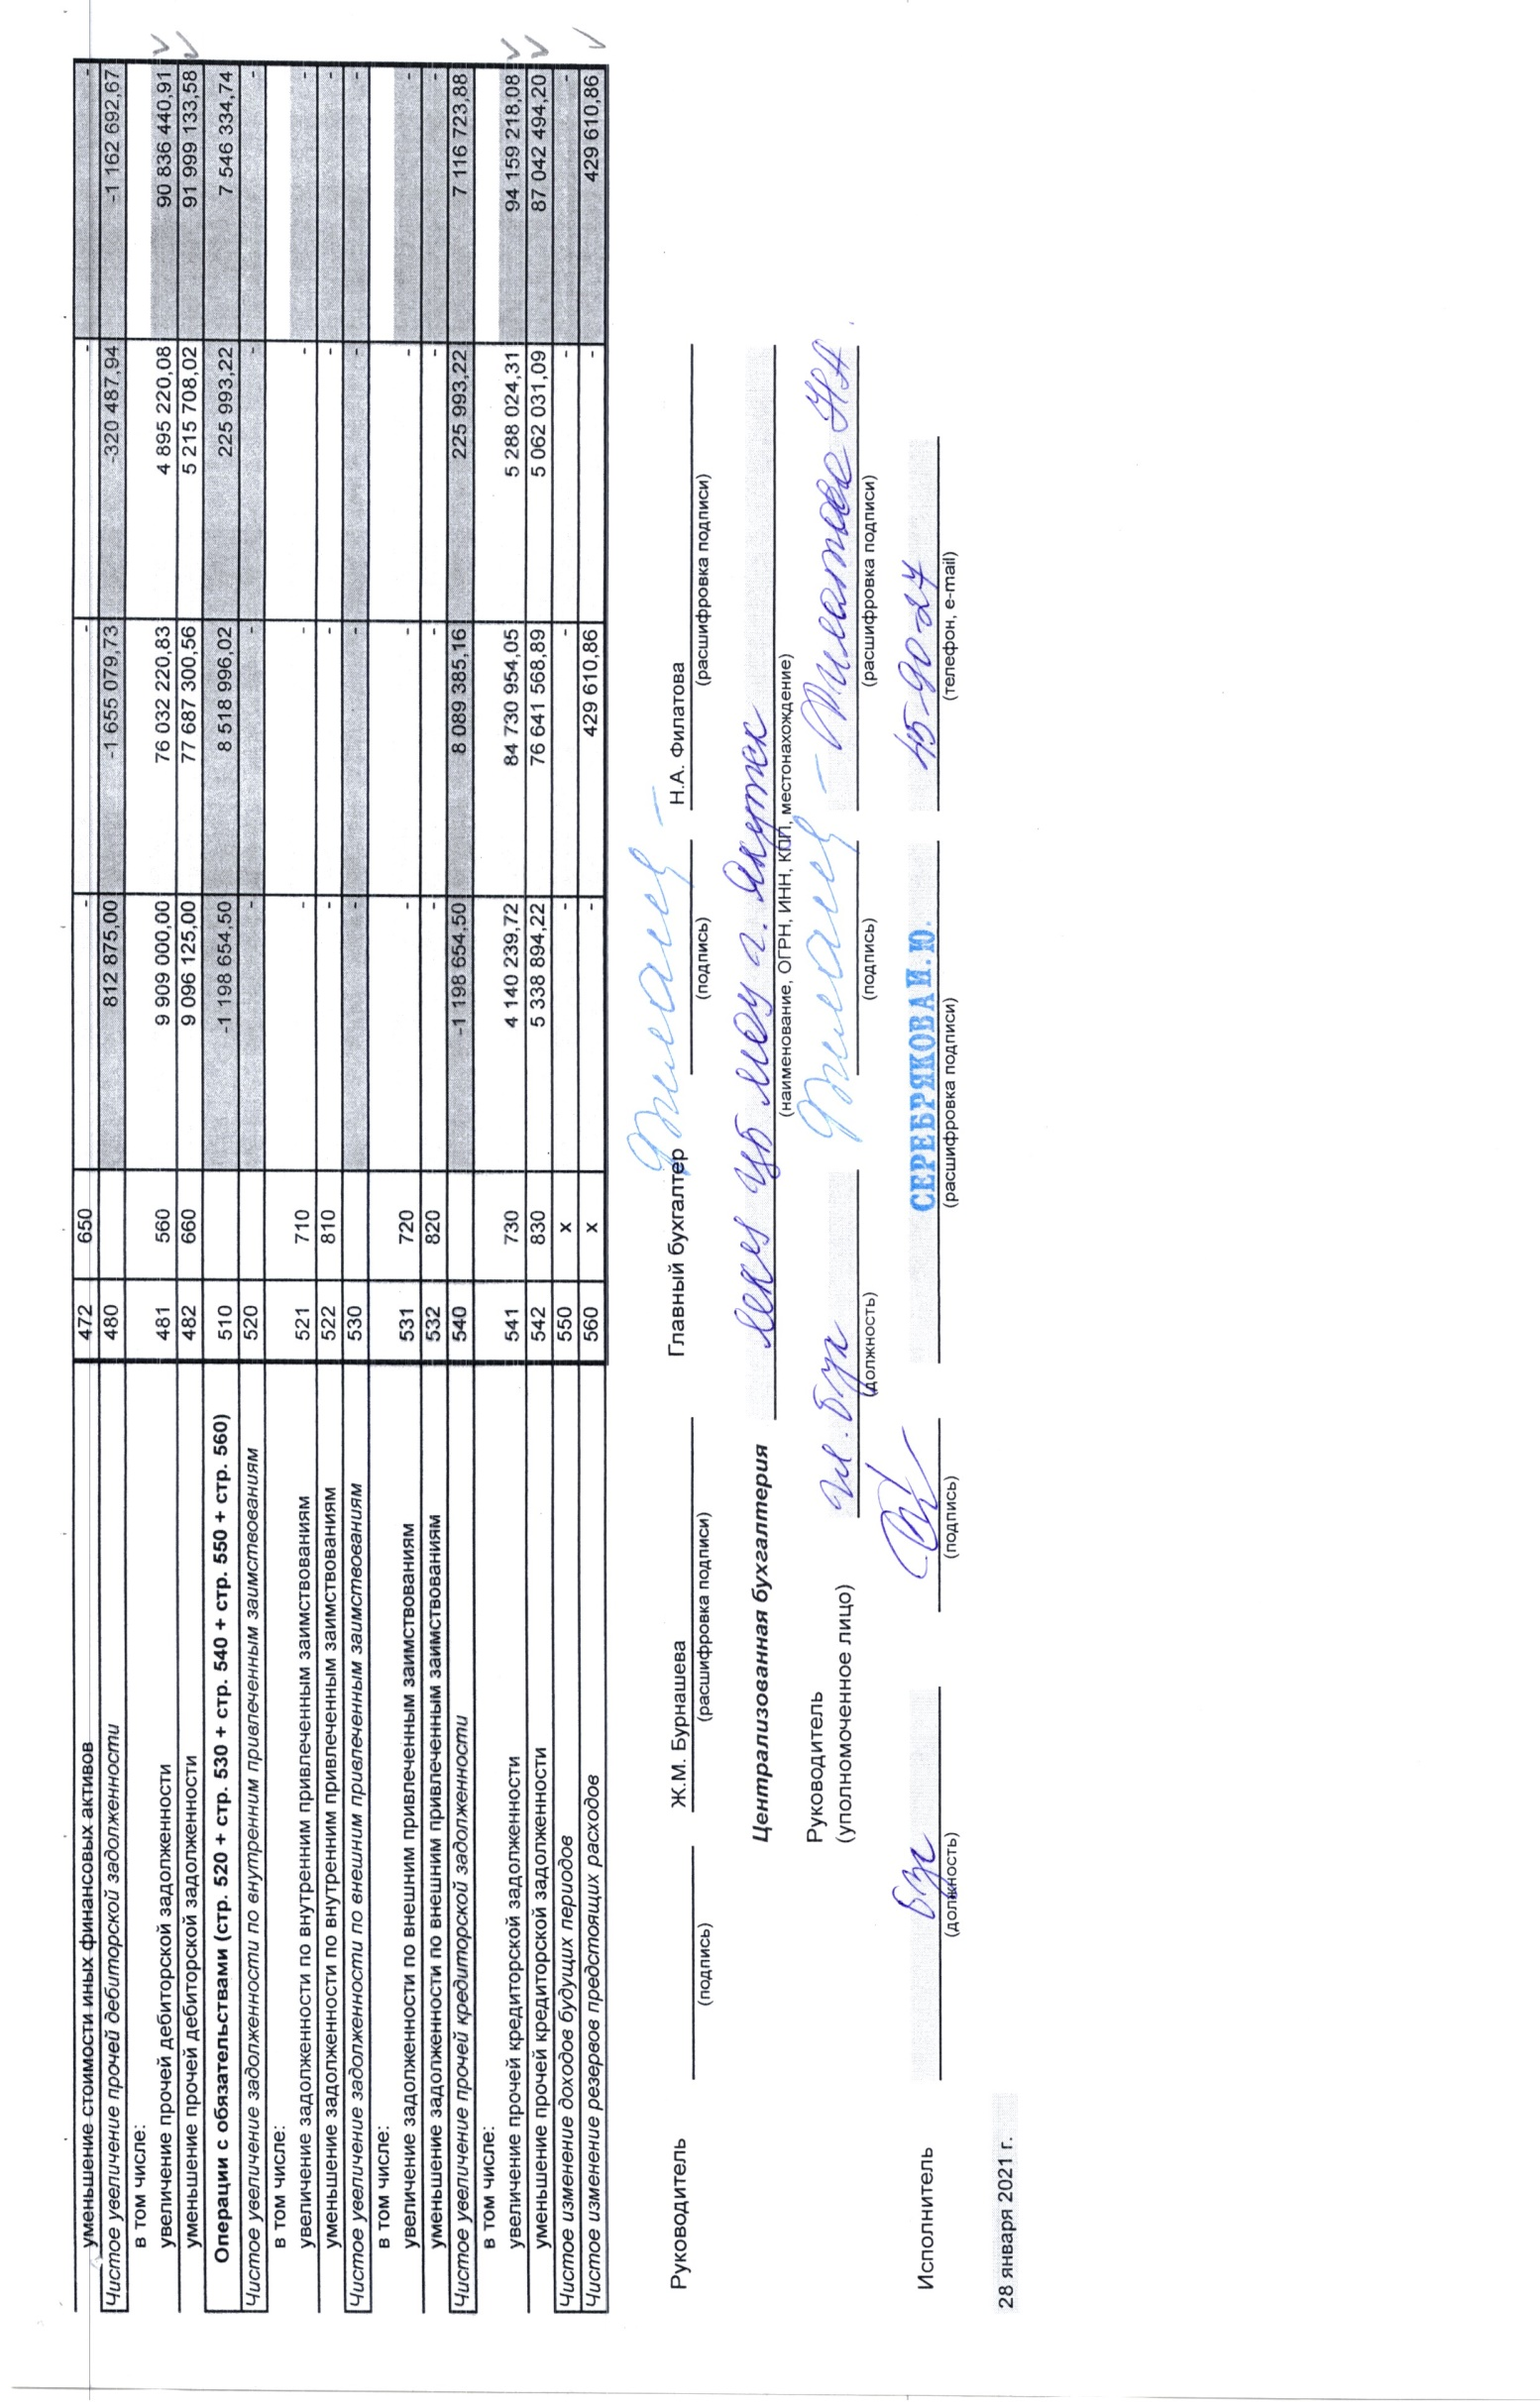 уменьшение стоимости иных финансовых активов 472 650 - - - -
Чистое увеличение прочей дебиторской задолженности 480 812 875,00 -1 655 079,73 -320 487,94 -1 162 692,67
в том числе:
увеличение прочей дебиторской задолженности 481 560 9 909 000,00 76 032 220,83 4 895 220,08 90 836 440,91
уменьшение прочей дебиторской задолженности 482 660 9 096 125,00 77 687 300,56 5 215 708,02 91 999 133,58
Операции с обязательствами (стр. 520 + стр. 530 + стр. 540 + стр. 550 + стр. 560) 510 -1 198 654,50 8 518 996,02 225 993,22 7 546 334,74
Чистое увеличение задолженности по внутренним привлеченным заимствованиям 520 - - - -
в том числе:
увеличение задолженности по внутренним привлеченным заимствованиям 521 710 - - - -
уменьшение задолженности по внутренним привлеченным заимствованиям 522 810 - - - -
Чистое увеличение задолженности по внешним привлеченным заимствованиям 530 - - - -
в том числе:
увеличение задолженности по внешним привлеченным заимствованиям 531 720 - - - -
уменьшение задолженности по внешним привлеченным заимствованиям 532 820 - - - -
Чистое увеличение прочей кредиторской задолженности 540 -1 198 654,50 8 089 385,16 225 993,22 7 116 723,88
в том числе:
увеличение прочей кредиторской задолженности 541 730 4 140 239,72 84 730 954,05 5 288 024,31 94 159 218,08
уменьшение прочей кредиторской задолженности 542 830 5 338 894,22 76 641 568,89 5 062 031,09 87 042 494,20
Чистое изменение доходов будущих периодов 550 x - - - -
Чистое изменение резервов предстоящих расходов 560 x - 429 610,86 - 429 610,86
Руководитель Ж.М. Бурнашева Главный бухгалтер Н.А. Филатова
(подпись) (расшифровка подписи) (подпись) (расшифровка подписи)
Централизованная бухгалтерия МКУ ЦБ МОУ г. Якутск
(наименование, ОГРН, ИНН, КПП, местонахождение)
Руководитель
(уполномоченное лицо) гл. бух Филатова Н.А.
(должность) (подпись) (расшифровка подписи)
Исполнитель бух СЕРЕБРЯКОВА И. Ю. 45-90-27
(должность) (подпись) (расшифровка подписи) (телефон, e-mail)
28 января 2021 г.